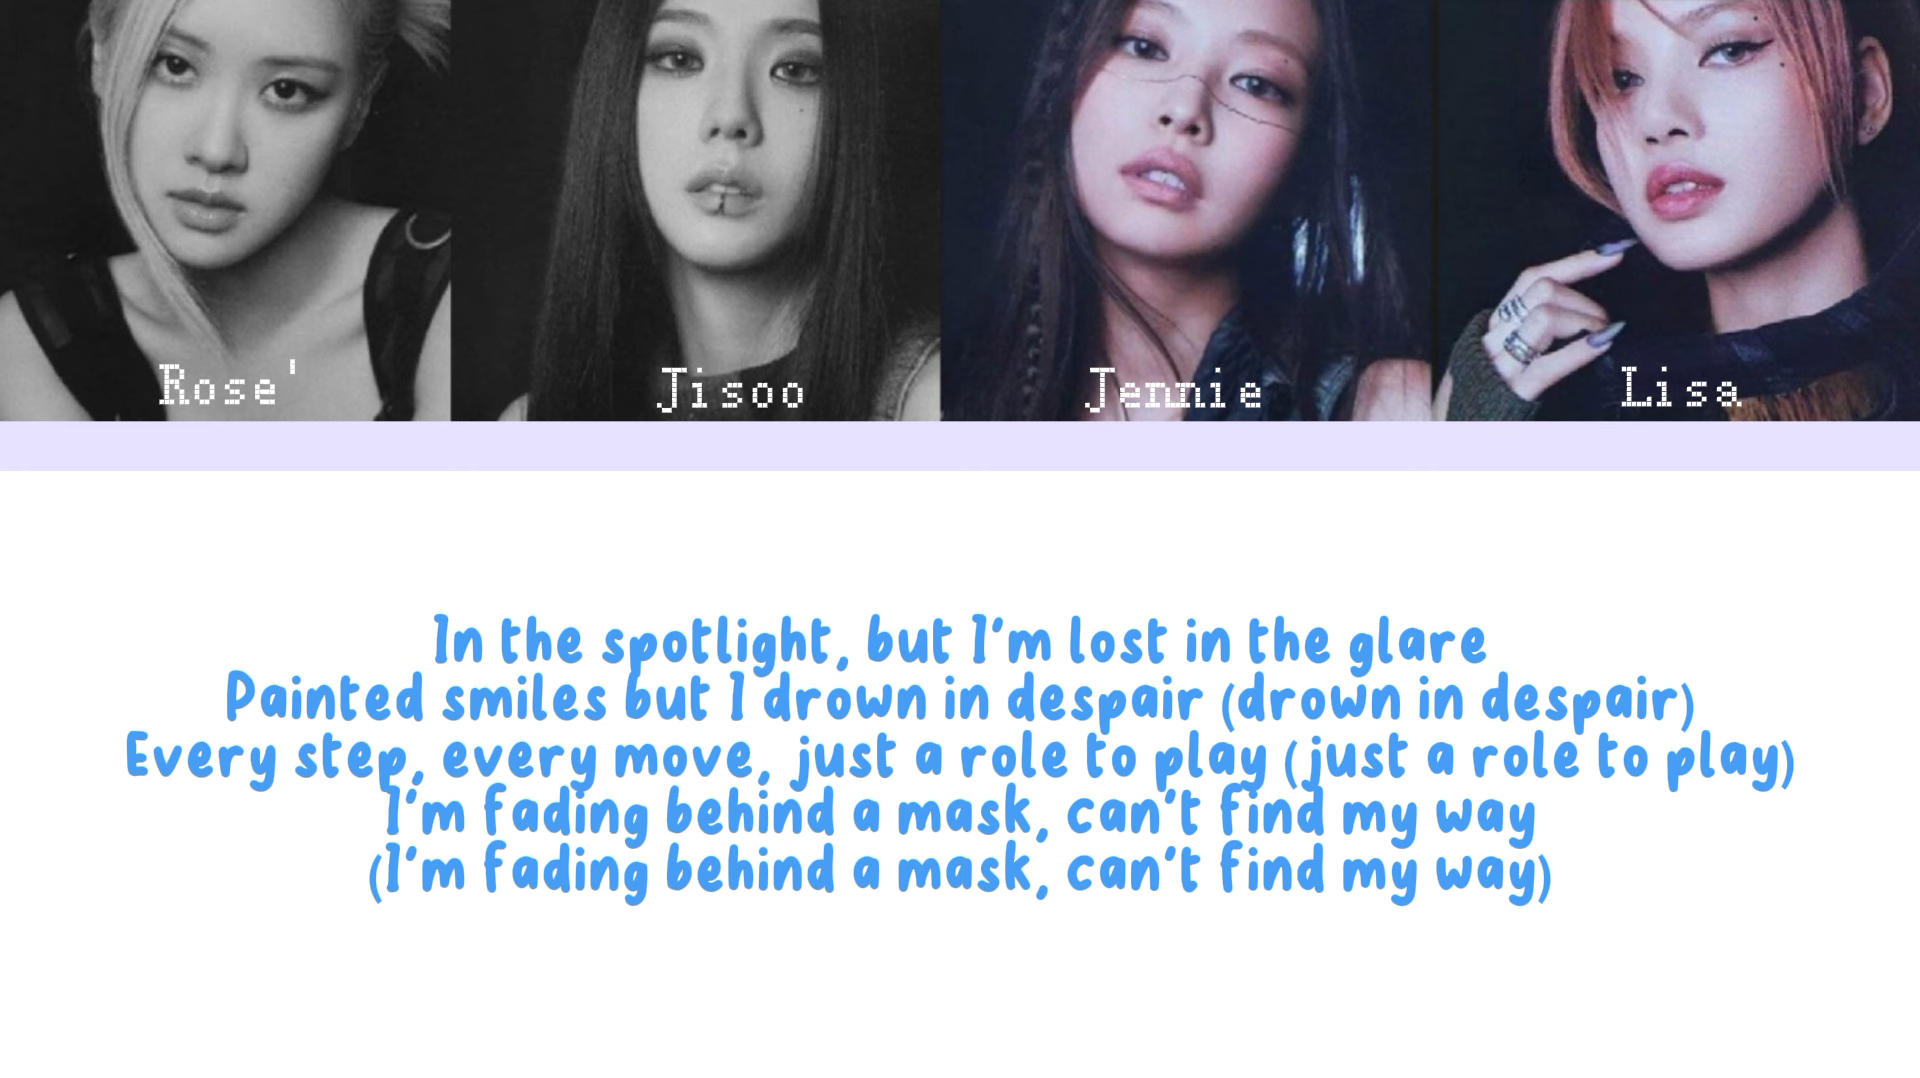 Rose'
Jisoo
Jennie
Lisa
In the spotlight, but I'm lost in the glare
Painted smiles but I drown in despair (drown in despair)
Every step, every move, just a role to play (just a role to play)
I'm fading behind a mask, can't find my way
(I'm fading behind a mask, can't find my way)